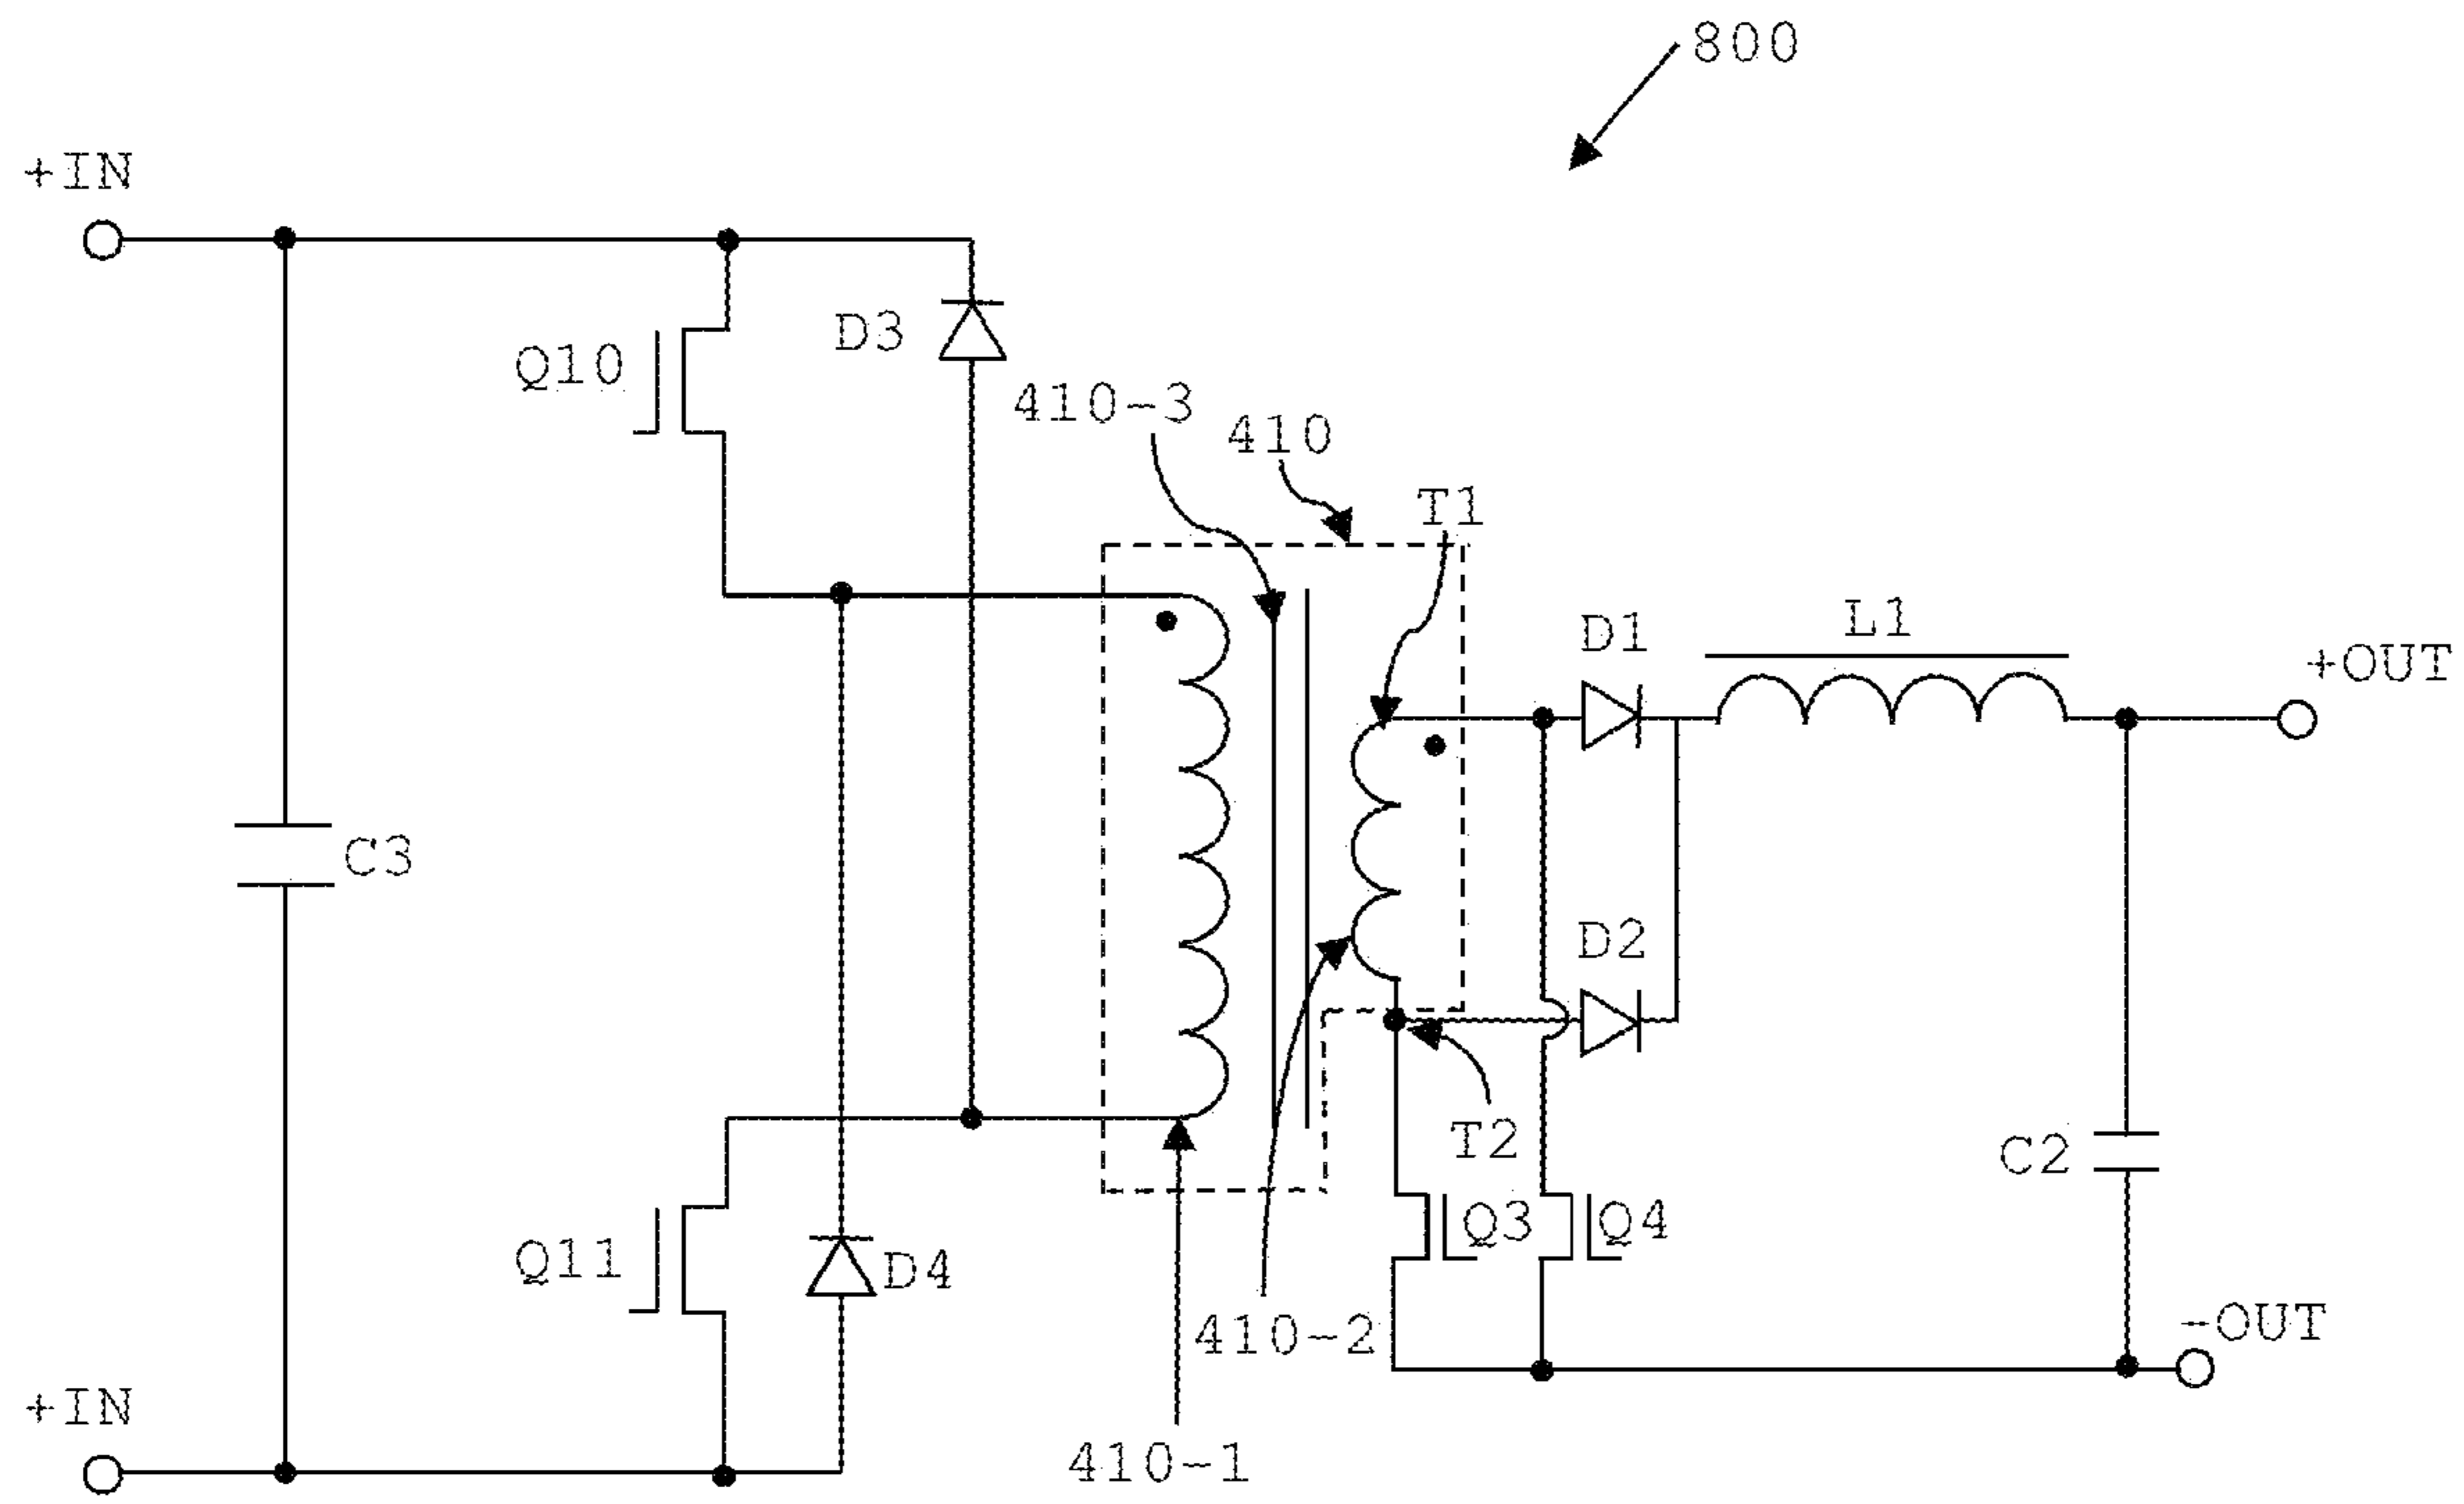 800
+IN
D3
Q10
410-3
410
T1
D1
L1
+OUT
C3
D2
T2
C2
Q3
Q4
Q11
D4
410-2
-OUT
+IN
410-1